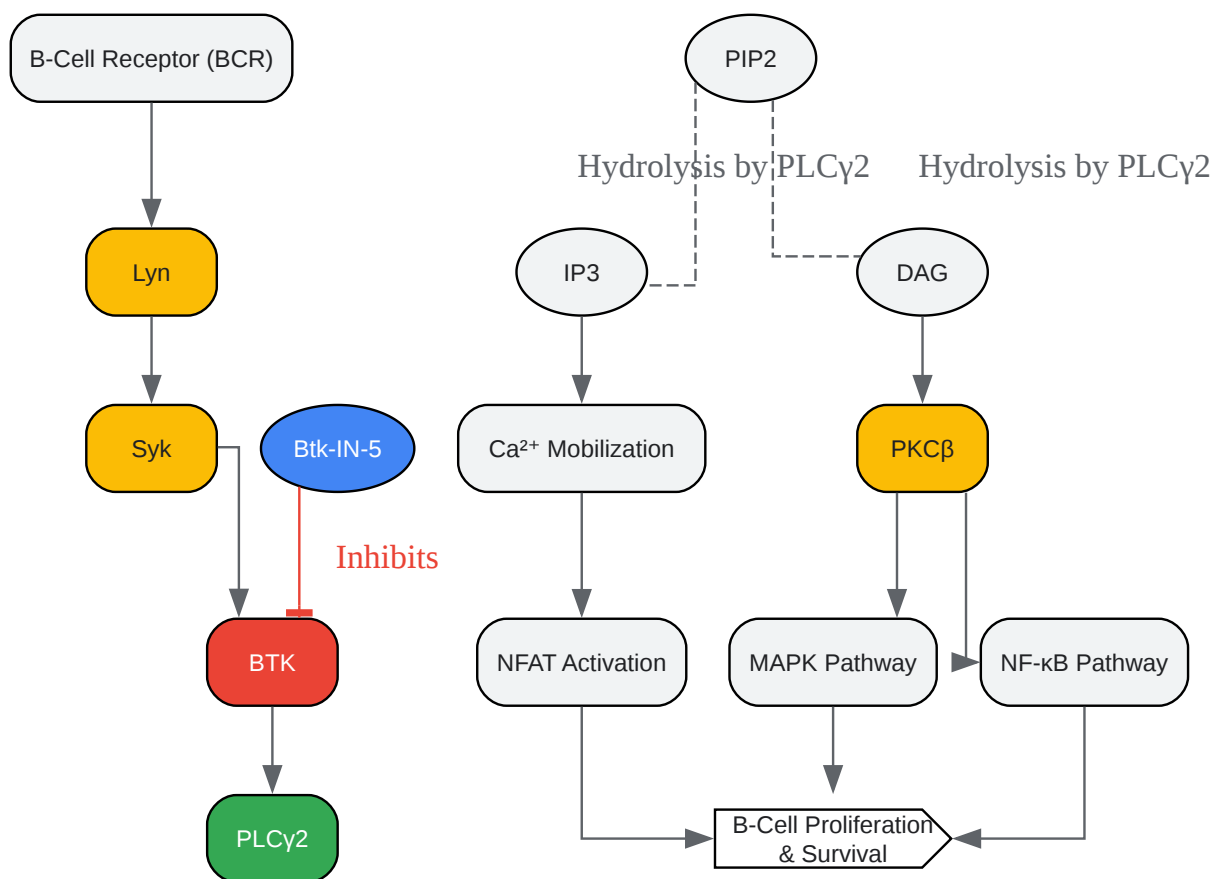 B-Cell Receptor (BCR)
PIP2
Hydrolysis by PLCγ2
Hydrolysis by PLCγ2
Lyn
IP3
DAG
Syk
Btk-IN-5
Ca²⁺ Mobilization
PKCβ
Inhibits
BTK
NFAT Activation
MAPK Pathway
NF-κB Pathway
PLCγ2
B-Cell Proliferation
& Survival